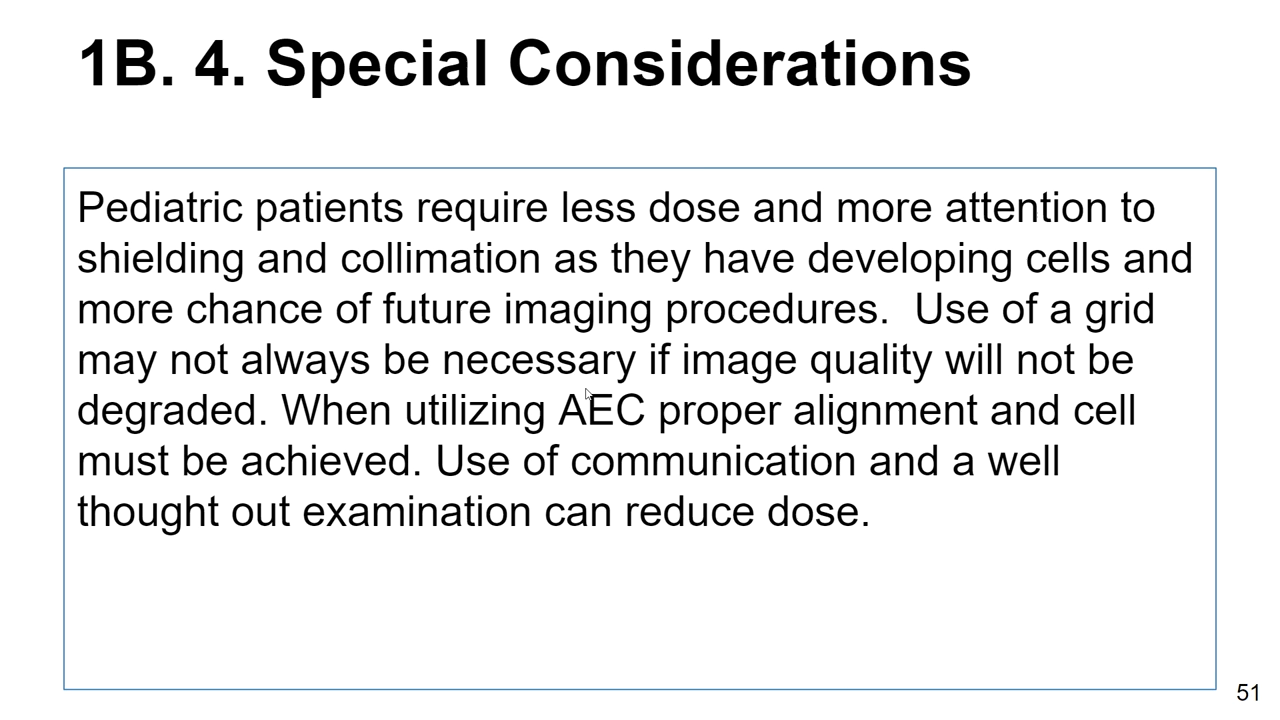 1B. 4. Special Considerations
Pediatric patients require less dose and more attention to
shielding and collimation as they have developing cells and
more chance of future imaging procedures.  Use of a grid
may not always be necessary if image quality will not be
degraded. When utilizing AEC proper alignment and cell
must be achieved. Use of communication and a well
thought out examination can reduce dose.
51